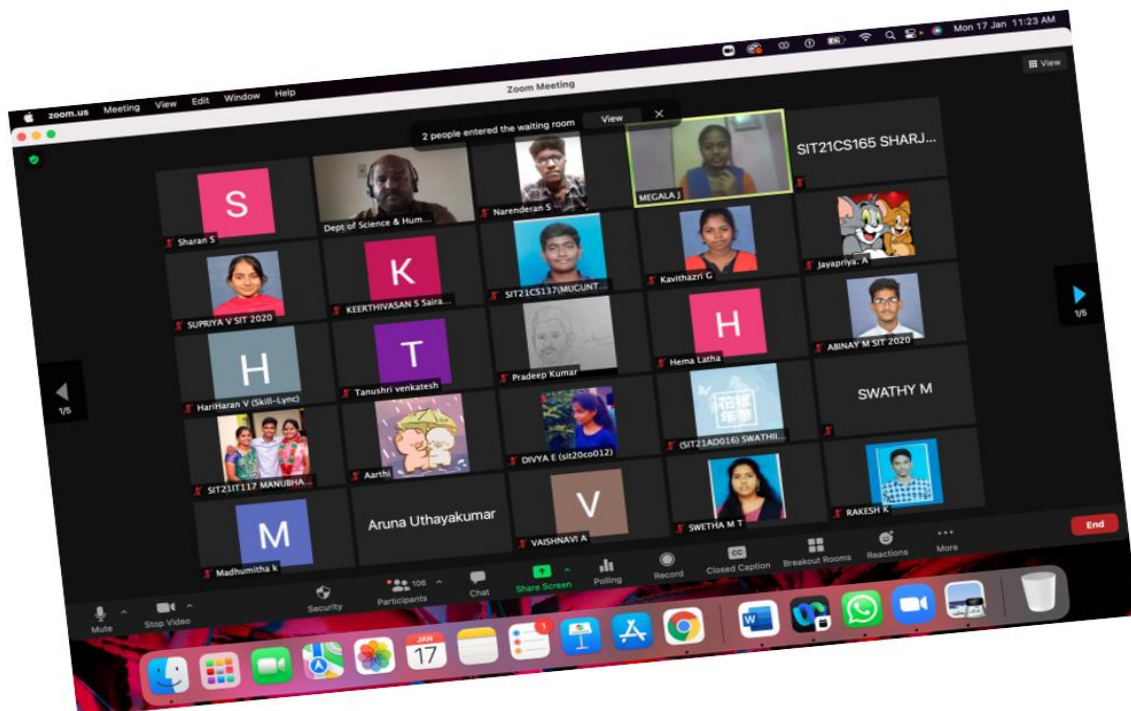 zoom.us Meeting View Edit Window Help
Mon 17 Jan 11:23 AM
Zoom Meeting
View
2 people entered the waiting room View
S
Sharan S
Dept of Science & Hum...
Narenderan S
MEGALA J
SIT21CS165 SHARJ...
SUPRIYA V SIT 2020
K
KEERTHIVASAN S Saira...
SIT21CS137(MUGUNT...
Kavithazri G
Jayapriya. A
H
HariHaran V (Skill-Lync)
T
Tanushri venkatesh
Pradeep Kumar
H
Hema Latha
ABINAY M SIT 2020
1/5
1/5
SIT21IT117 MANUBHA...
Aarthi
DIVYA E (sit20co012)
花樣
年華
(SIT21AD016) SWATHI...
SWATHY M
M
Madhumitha k
Aruna Uthayakumar
V
VAISHNAVI A
SWETHA M T
RAKESH K
Mute
Stop Video
Security
Participants
106
Chat
Share Screen
Polling
Record
CC
Closed Caption
Breakout Rooms
Reactions
More
End
JAN
17
1
W